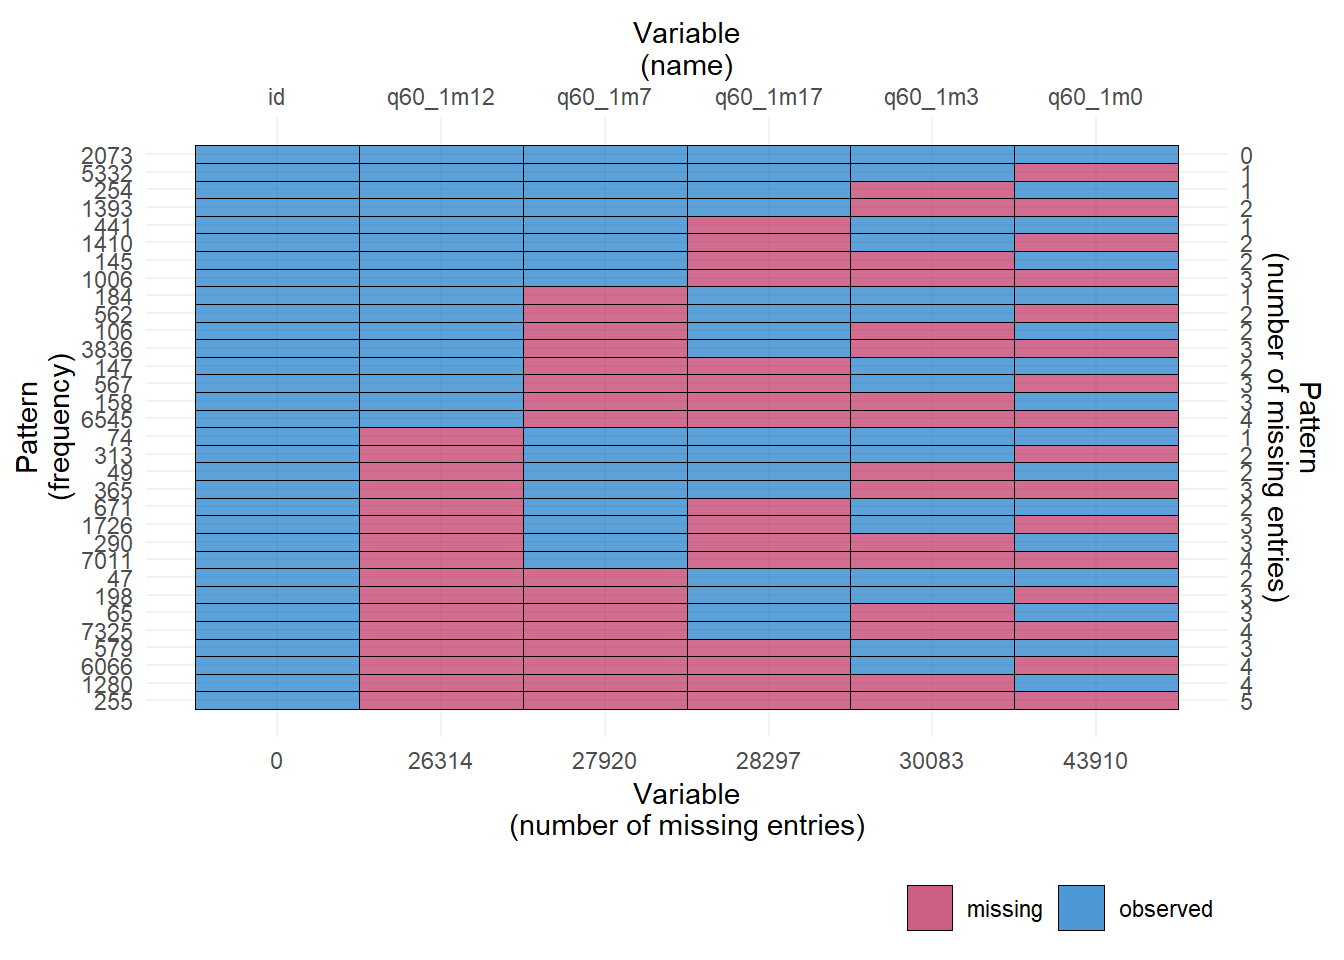 Variable
(name)
id q60_1m12 q60_1m7 q60_1m17 q60_1m3 q60_1m0
2073 0
5332 1
254 1
1393 2
441 1
1410 2
145 2
1006 3
184 1
562 2
106 2
3836 3
147 2
567 3
158 3
6545 4
74 1
313 2
49 2
365 3
671 2
1726 3
290 3
7011 4
47 2
198 3
65 3
7325 4
579 3
6066 4
1280 4
255 5
Pattern
(frequency)
Pattern
(number of missing entries)
0 26314 27920 28297 30083 43910
Variable
(number of missing entries)
missing observed